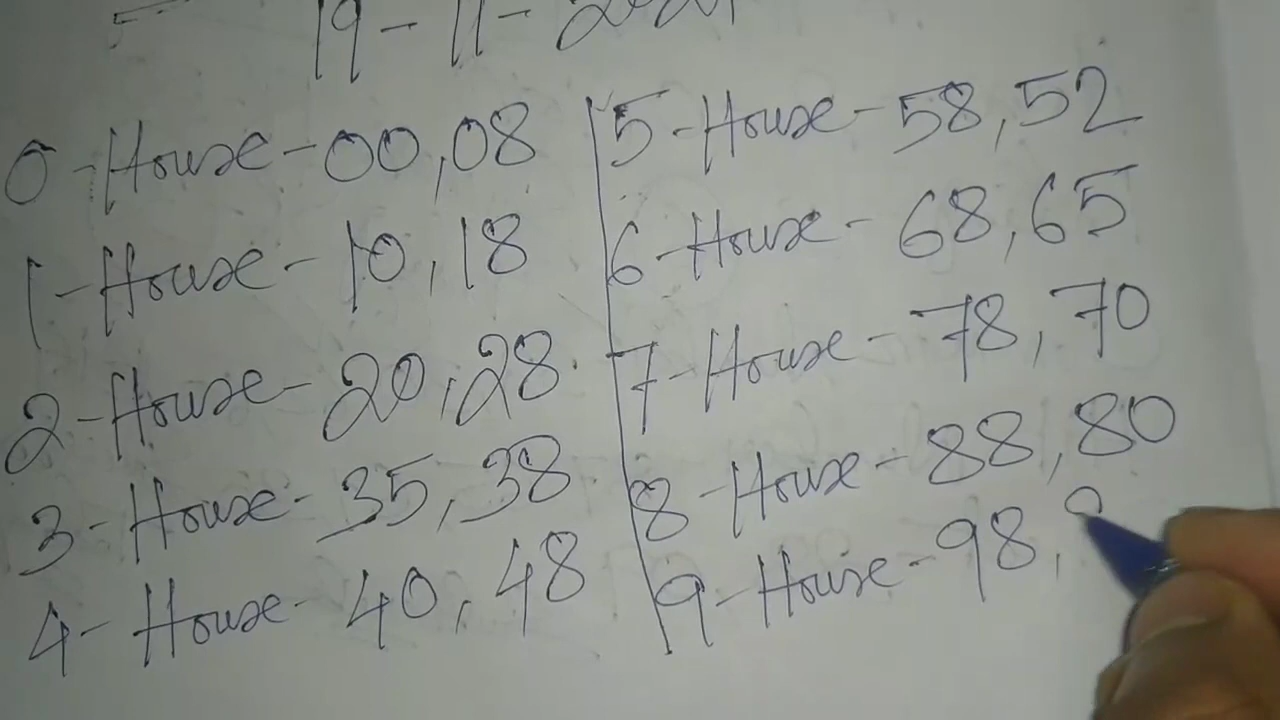 19-11-2021
0-House-00,08
1-House-10,18
2-House-20,28
3-House-35,38
4-House-40,48
5-House-58,52
6-House-68,65
7-House-78,70
8-House-88,80
9-House-98,